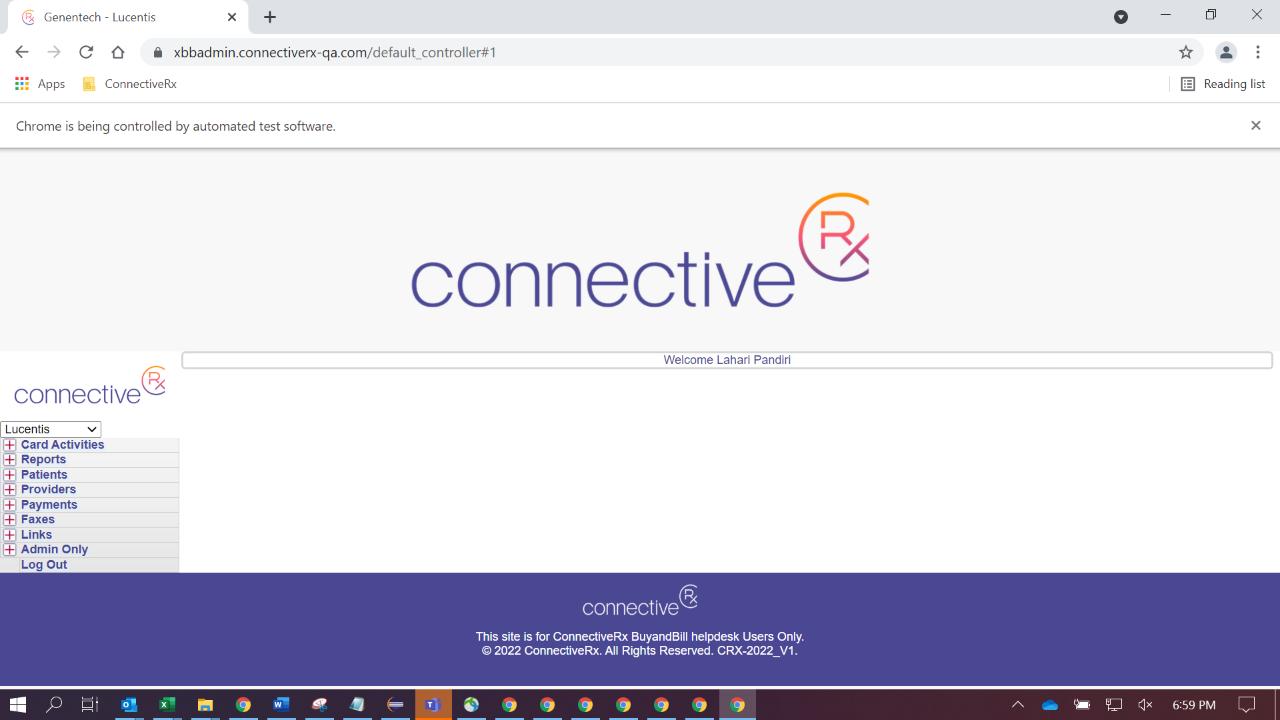 Genentech - Lucentis
xbbadmin.connectiverx-qa.com/default_controller#1
Apps
ConnectiveRx
Reading list
Chrome is being controlled by automated test software.
connective Rx
Welcome Lahari Pandiri
connective Rx
Lucentis
Card Activities
Reports
Patients
Providers
Payments
Faxes
Links
Admin Only
Log Out
connective Rx
This site is for ConnectiveRx BuyandBill helpdesk Users Only.
© 2022 ConnectiveRx. All Rights Reserved. CRX-2022_V1.
6:59 PM